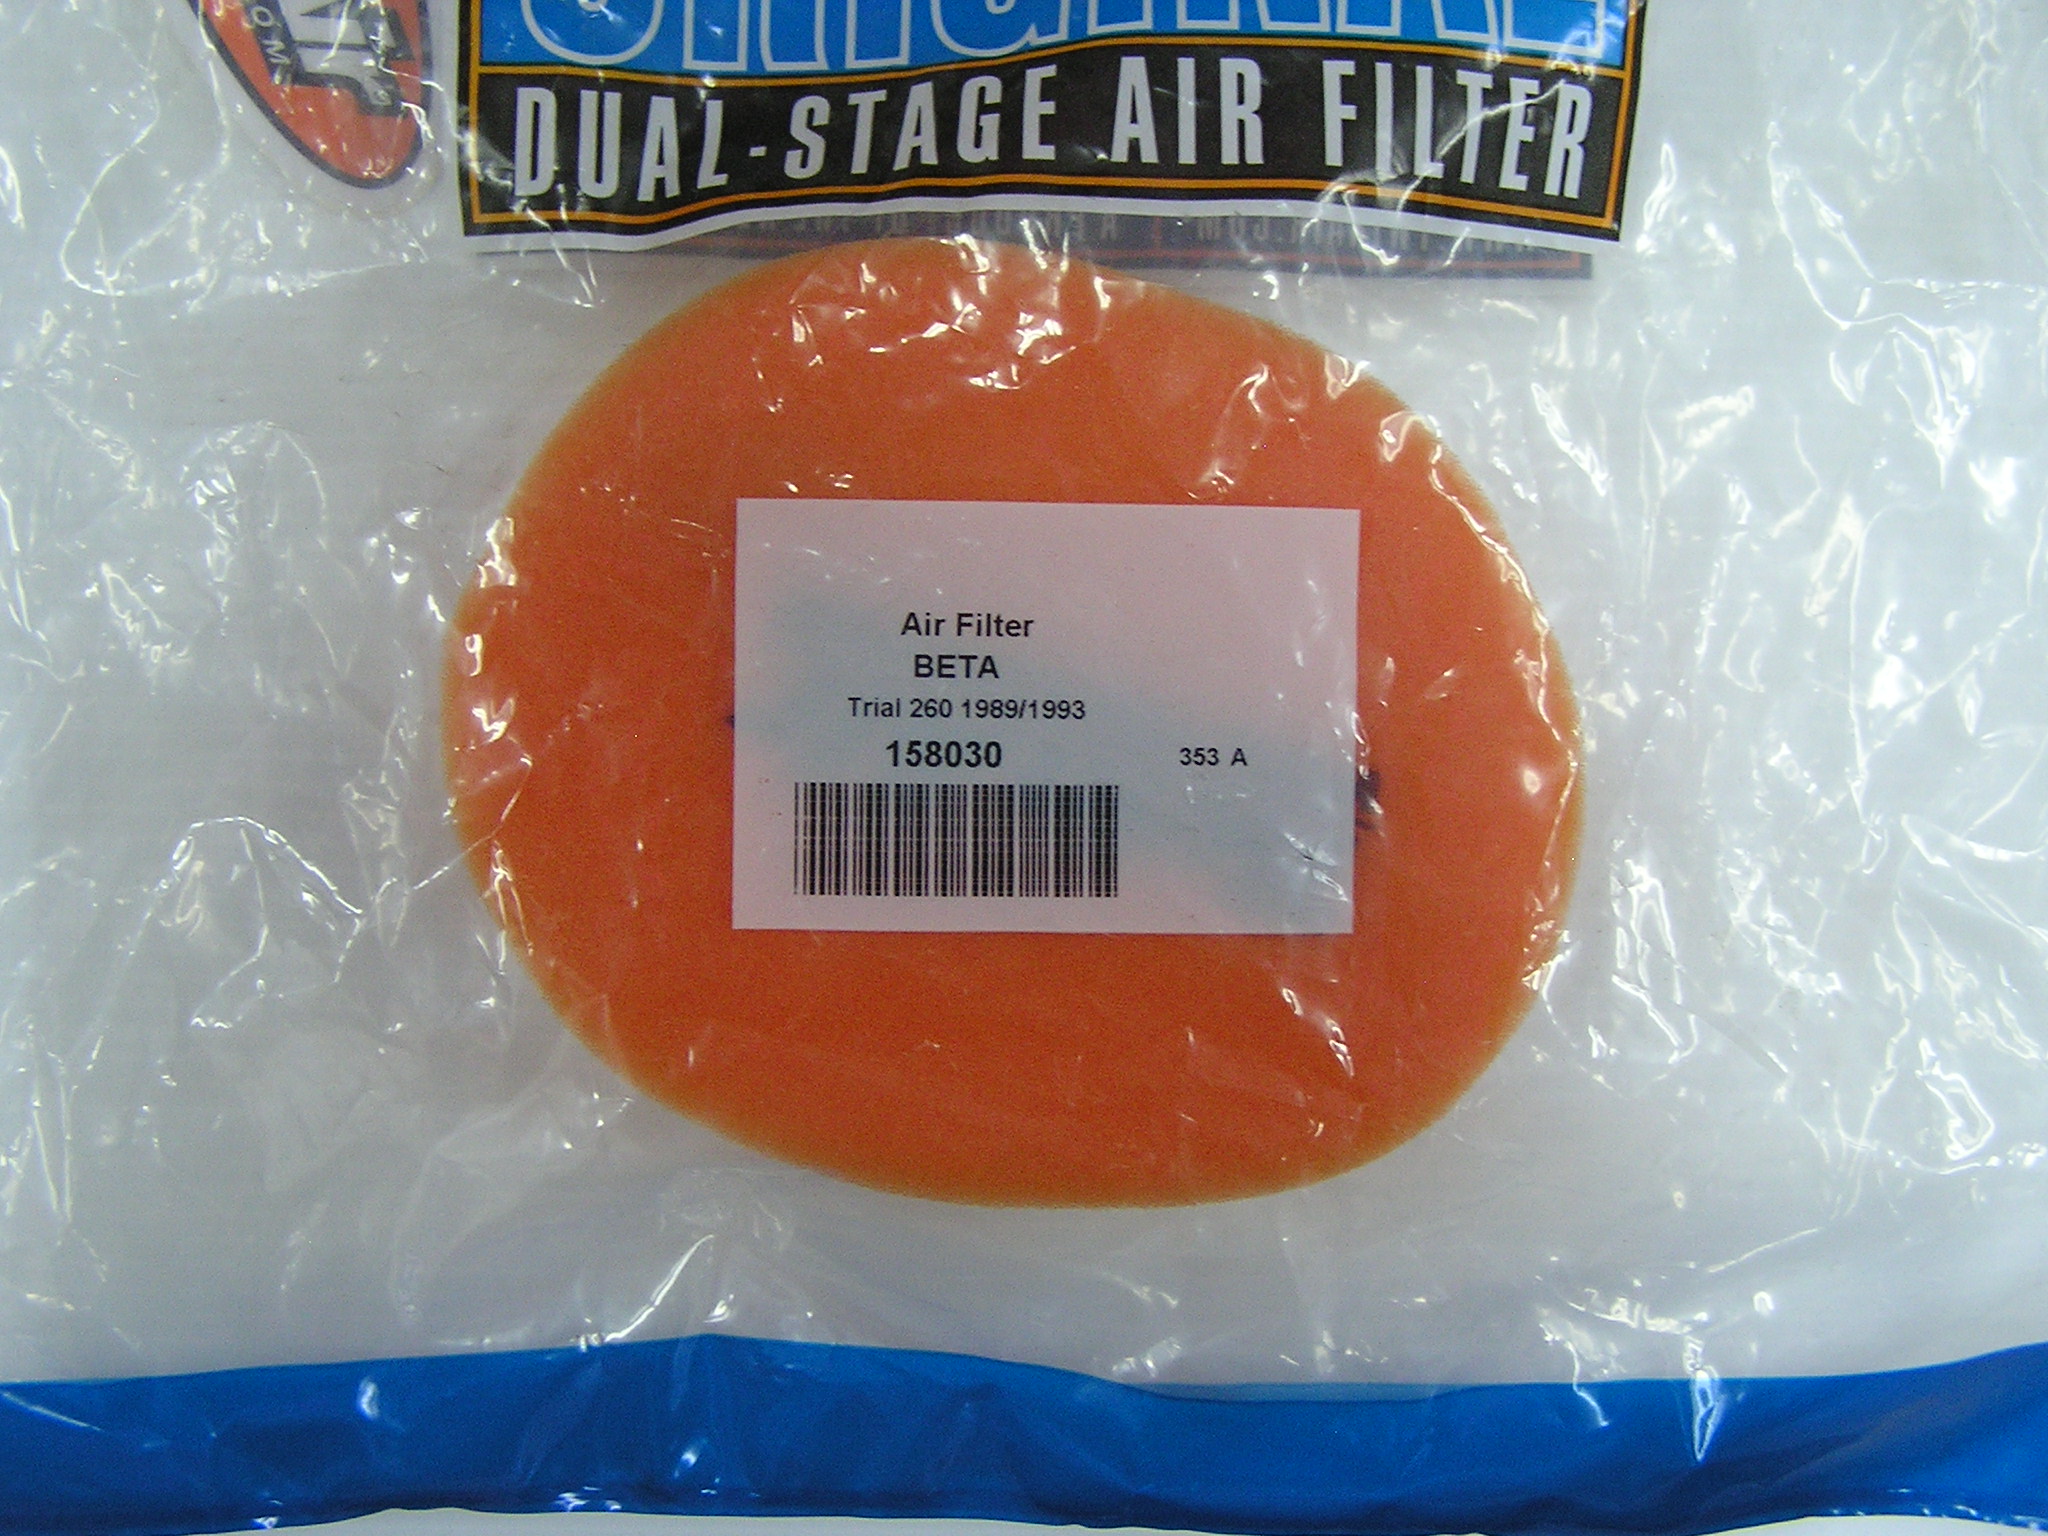 DUAL-STAGE AIR FILTER
Air Filter
BETA
Trial 260 1989/1993
158030
353 A